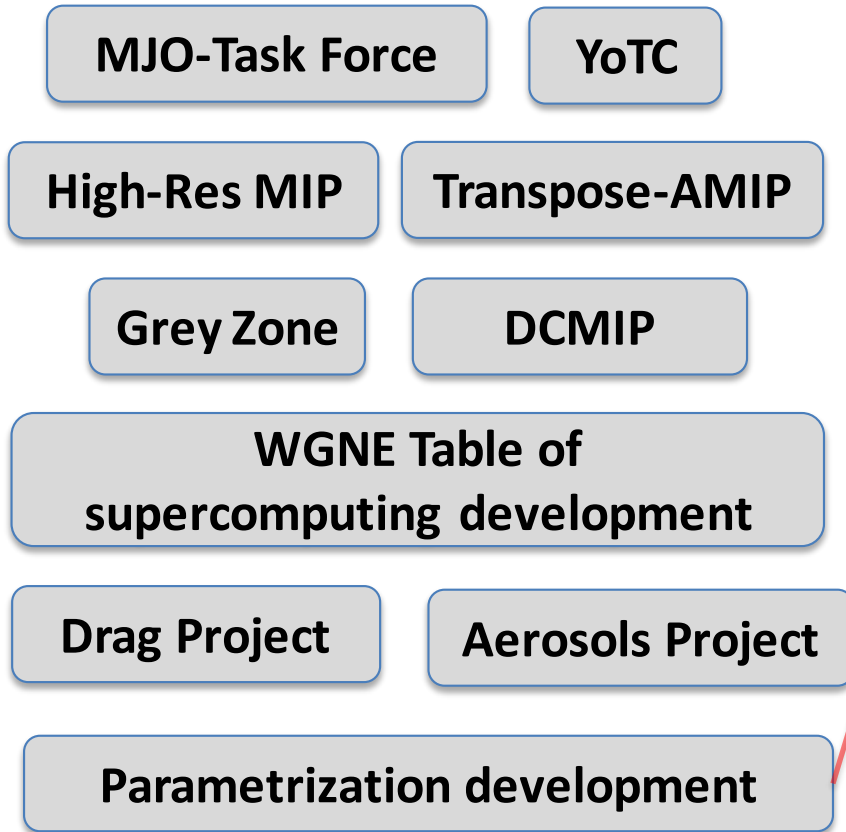 MJO-Task Force
YoTC
High-Res MIP
Transpose-AMIP
Grey Zone
DCMIP
WGNE Table of
supercomputing development
Drag Project
Aerosols Project
Parametrization development